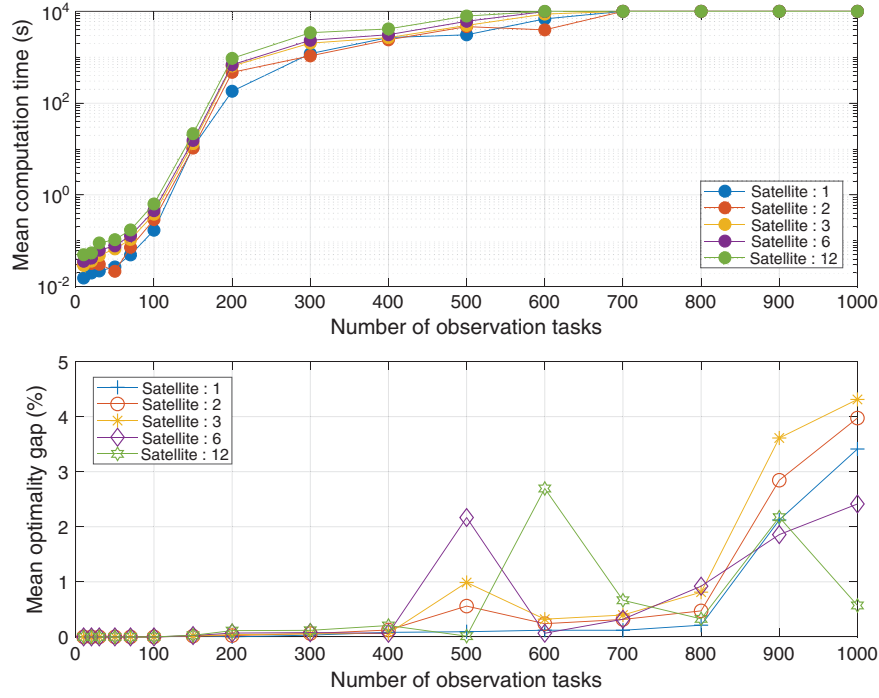 Mean computation time (s)
10^4
10^2
10^0
10^-2
Satellite : 1
Satellite : 2
Satellite : 3
Satellite : 6
Satellite : 12
0 100 200 300 400 500 600 700 800 900 1000
Number of observation tasks
Mean optimality gap (%)
5
4
3
2
1
0
Satellite : 1
Satellite : 2
Satellite : 3
Satellite : 6
Satellite : 12
0 100 200 300 400 500 600 700 800 900 1000
Number of observation tasks